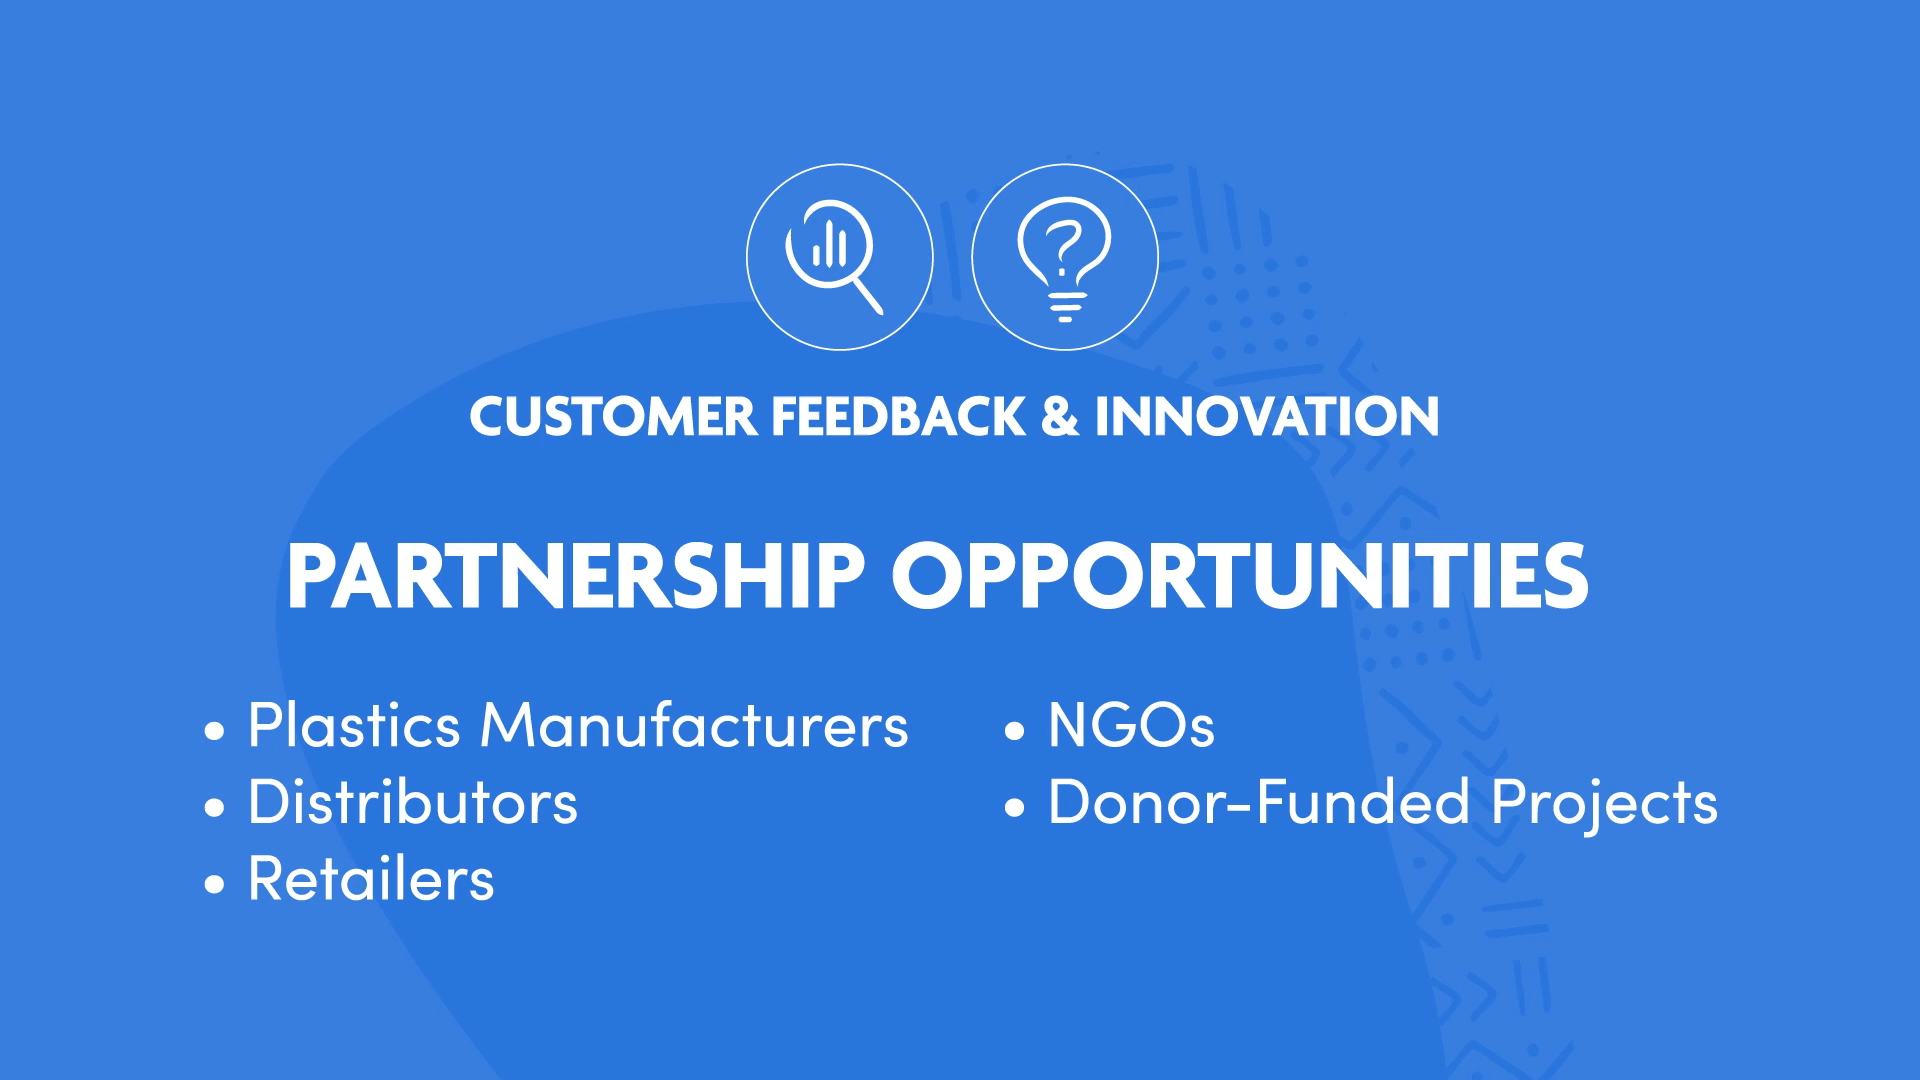 CUSTOMER FEEDBACK & INNOVATION
PARTNERSHIP OPPORTUNITIES
• Plastics Manufacturers
• Distributors
• Retailers
• NGOs
• Donor-Funded Projects